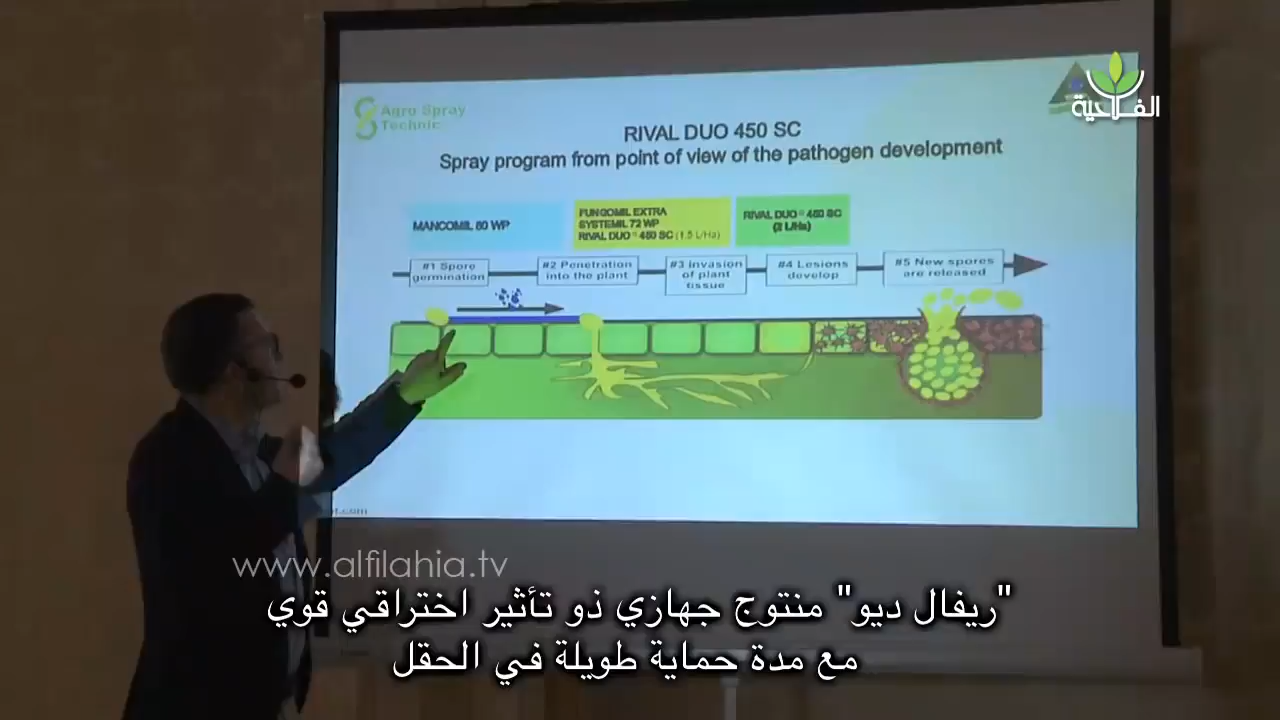 الفلاحية
Agro Spray
Technic
RIVAL DUO 450 SC
Spray program from point of view of the pathogen development
MANCOMIL 80 WP
FUNGOMIL EXTRA
SYSTEMIL 72 WP
RIVAL DUO® 450 SC (1.5 L/Ha)
RIVAL DUO® 450 SC
(2 L/Ha)
#1 Spore
germination
#2 Penetration
into the plant
#3 Invasion
of plant
tissue
#4 Lesions
develop
#5 New spores
are released
www.alfilahia.tv
"ريفال ديو" منتوج جهازي ذو تأثير اختراقي قوي
مع مدة حماية طويلة في الحقل